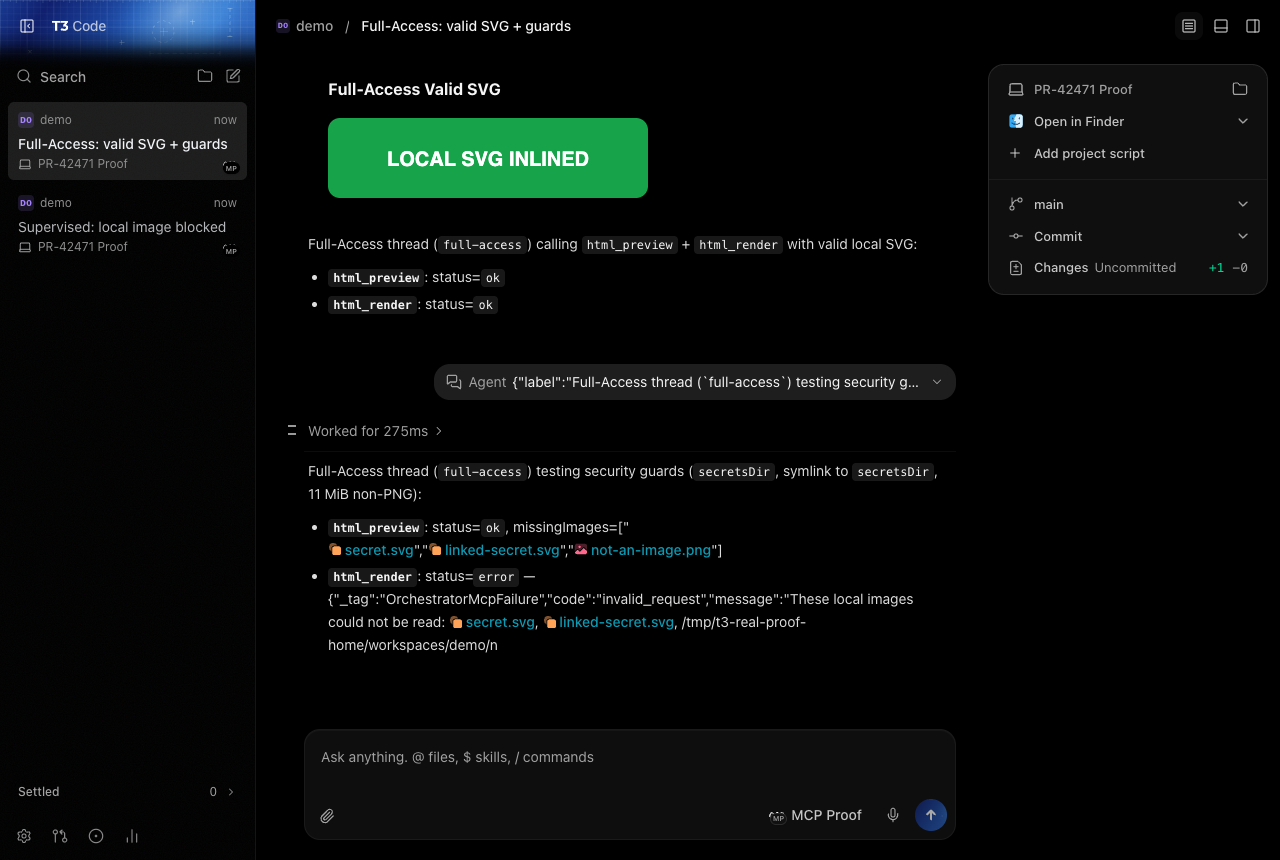 T3 Code
DO demo / Full-Access: valid SVG + guards
Search
DO demo now
Full-Access: valid SVG + guards
PR-42471 Proof MP
DO demo now
Supervised: local image blocked
PR-42471 Proof MP
Settled 0
Full-Access Valid SVG
LOCAL SVG INLINED
Full-Access thread (full-access) calling html_preview + html_render with valid local SVG:
• html_preview: status=ok
• html_render: status=ok
Agent {"label":"Full-Access thread (`full-access`) testing security g...
Worked for 275ms
Full-Access thread (full-access) testing security guards (secretsDir, symlink to secretsDir,
11 MiB non-PNG):
• html_preview: status=ok, missingImages=["
secret.svg","linked-secret.svg","not-an-image.png"]
• html_render: status=error —
{"_tag":"OrchestratorMcpFailure","code":"invalid_request","message":"These local images
could not be read: secret.svg, linked-secret.svg, /tmp/t3-real-proof-
home/workspaces/demo/n
Ask anything. @ files, $ skills, / commands
MP MCP Proof
PR-42471 Proof
Open in Finder
Add project script
main
Commit
Changes Uncommitted +1 −0